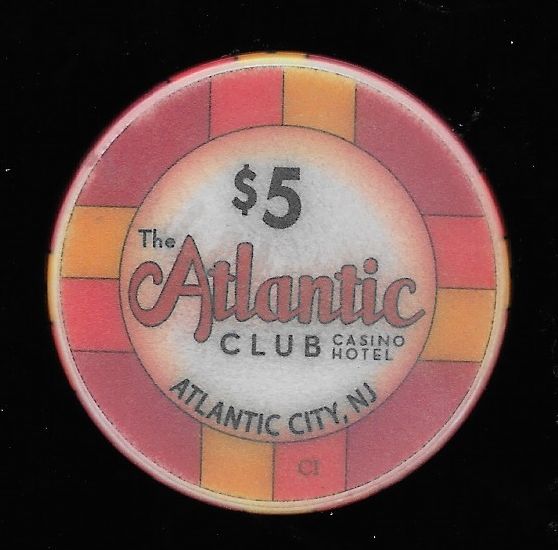 $5
The
Atlantic
CLUB CASINO HOTEL
ATLANTIC CITY, NJ
CI